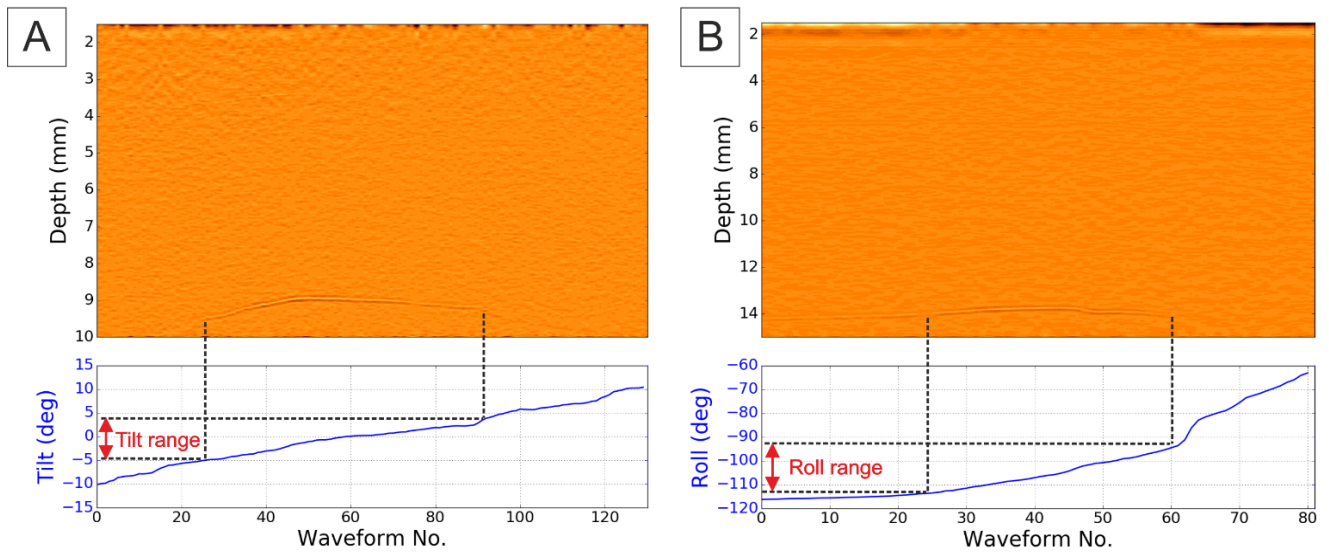 A
Depth (mm)
2
3
4
5
6
7
8
9
10
Tilt (deg)
15
10
5
0
−5
−10
−15
Tilt range
0 20 40 60 80 100 120
Waveform No.
B
Depth (mm)
2
4
6
8
10
12
14
Roll (deg)
−60
−70
−80
−90
−100
−110
−120
Roll range
0 10 20 30 40 50 60 70 80
Waveform No.